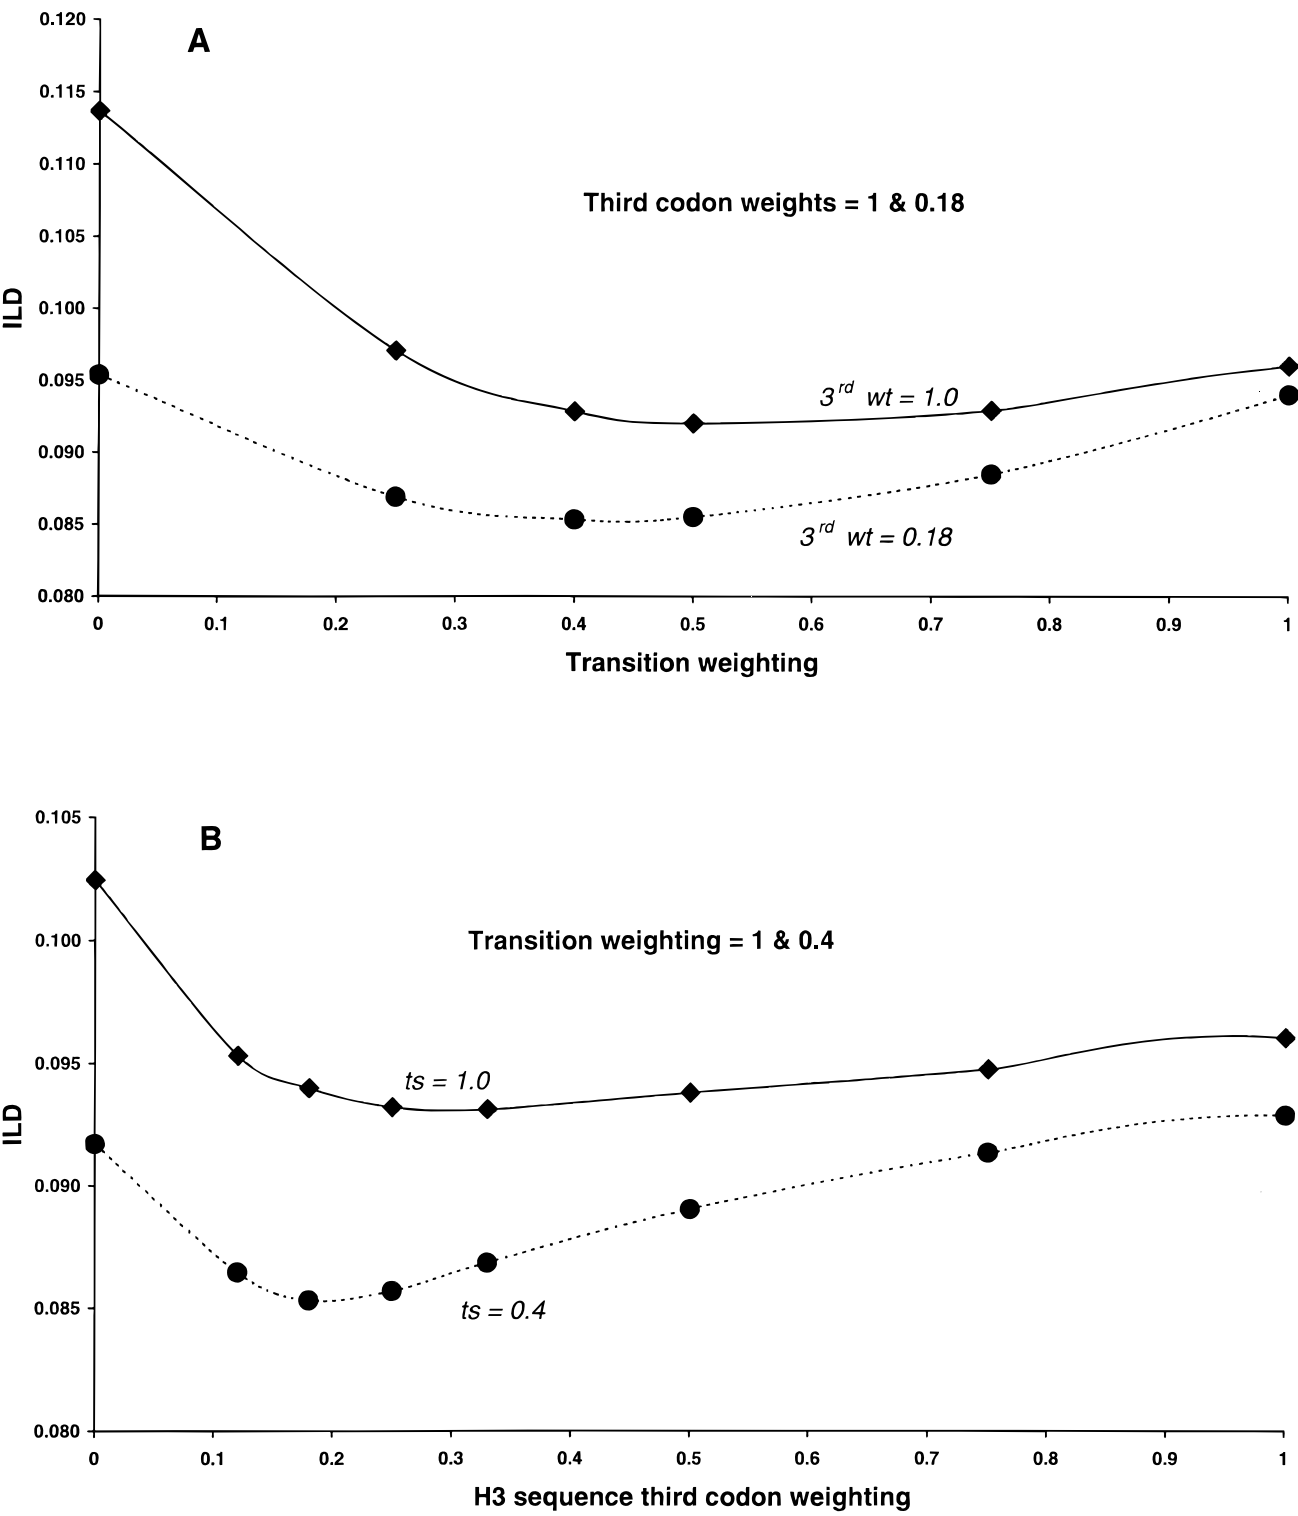 0.120
A
0.115
0.110
Third codon weights = 1 & 0.18
0.105
ILD
0.100
0.095
3rd wt = 1.0
0.090
0.085
3rd wt = 0.18
0.080
0 0.1 0.2 0.3 0.4 0.5 0.6 0.7 0.8 0.9 1
Transition weighting
0.105
B
0.100
Transition weighting = 1 & 0.4
0.095
ts = 1.0
ILD
0.090
0.085
ts = 0.4
0.080
0 0.1 0.2 0.3 0.4 0.5 0.6 0.7 0.8 0.9 1
H3 sequence third codon weighting